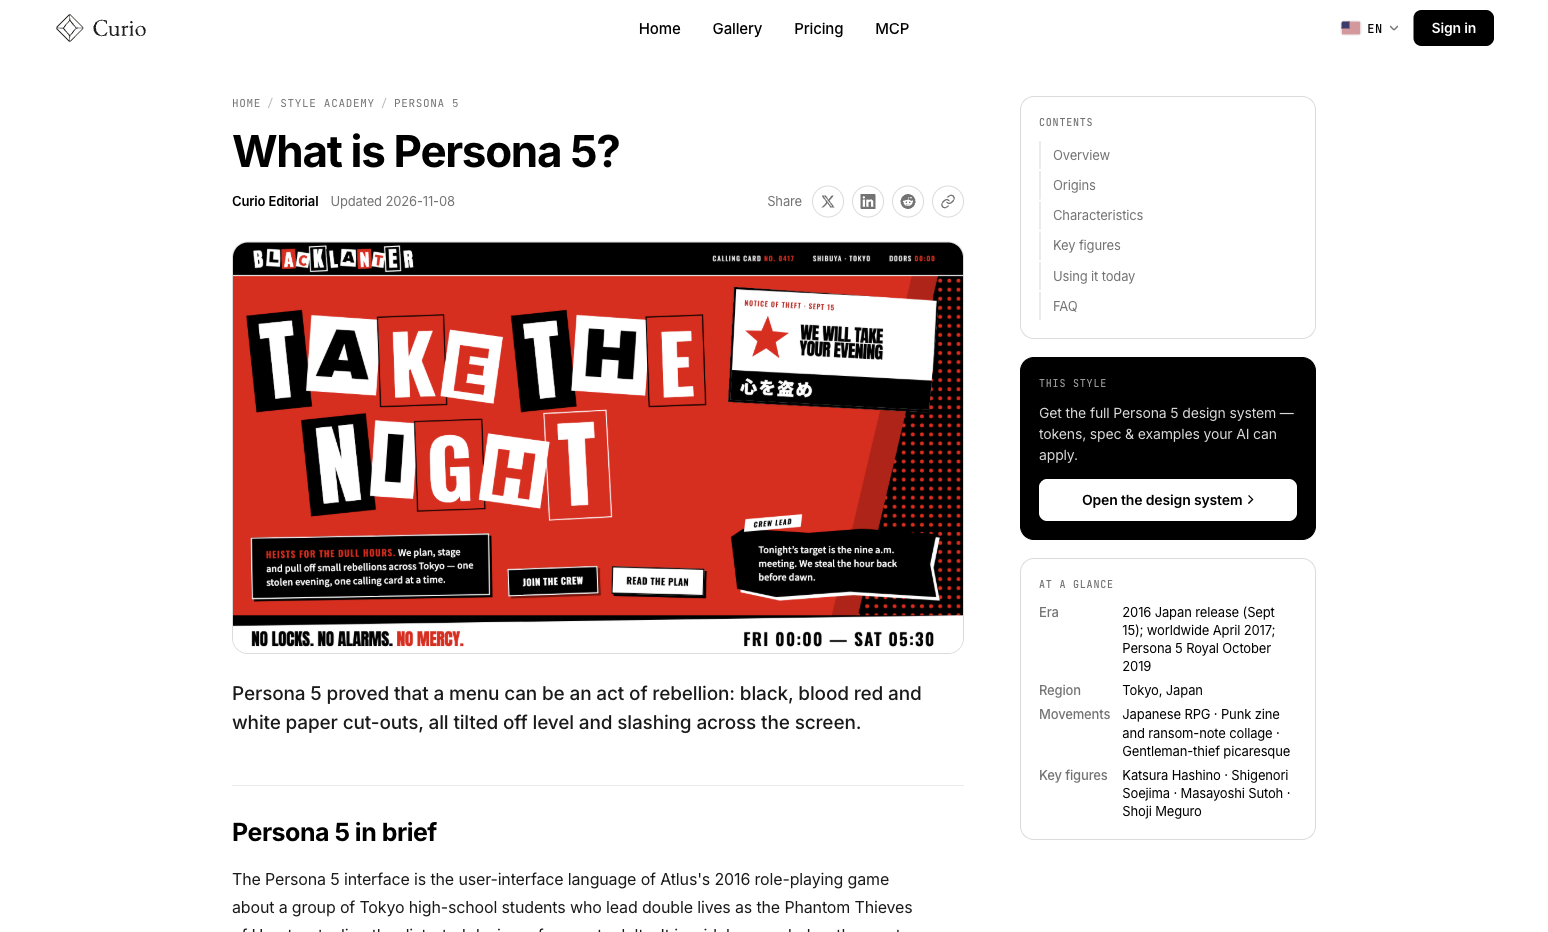 Curio
Home
Gallery
Pricing
MCP
EN
Sign in
HOME / STYLE ACADEMY / PERSONA 5
What is Persona 5?
Curio Editorial
Updated 2026-11-08
Share
BLACKLANTER
CALLING CARD NO. 0417
SHIBUYA · TOKYO
DOORS 00:00
TAKE THE
NIGHT
NOTICE OF THEFT · SEPT 15
WE WILL TAKE
YOUR EVENING
心を盗め
HEISTS FOR THE DULL HOURS. We plan, stage
and pull off small rebellions across Tokyo — one
stolen evening, one calling card at a time.
JOIN THE CREW
READ THE PLAN
CREW LEAD
Tonight's target is the nine a.m.
meeting. We steal the hour back
before dawn.
NO LOCKS. NO ALARMS. NO MERCY.
FRI 00:00 — SAT 05:30
Persona 5 proved that a menu can be an act of rebellion: black, blood red and
white paper cut-outs, all tilted off level and slashing across the screen.
Persona 5 in brief
The Persona 5 interface is the user-interface language of Atlus's 2016 role-playing game
about a group of Tokyo high-school students who lead double lives as the Phantom Thieves
CONTENTS
Overview
Origins
Characteristics
Key figures
Using it today
FAQ
THIS STYLE
Get the full Persona 5 design system —
tokens, spec & examples your AI can
apply.
Open the design system
AT A GLANCE
Era
2016 Japan release (Sept
15); worldwide April 2017;
Persona 5 Royal October
2019
Region
Tokyo, Japan
Movements
Japanese RPG · Punk zine
and ransom-note collage ·
Gentleman-thief picaresque
Key figures
Katsura Hashino · Shigenori
Soejima · Masayoshi Sutoh ·
Shoji Meguro